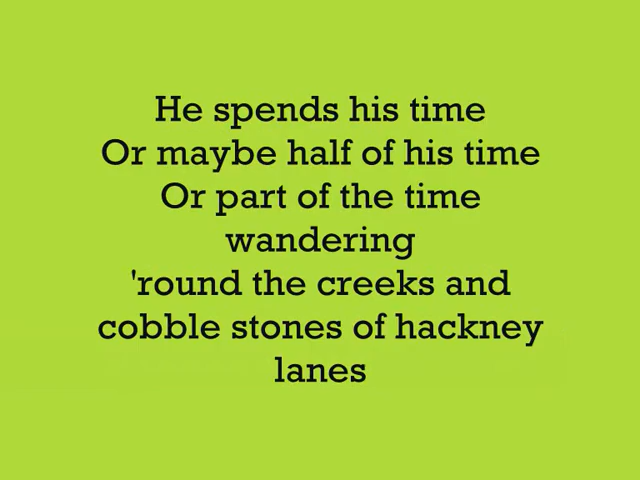 He spends his time
Or maybe half of his time
Or part of the time
wandering
'round the creeks and
cobble stones of hackney
lanes